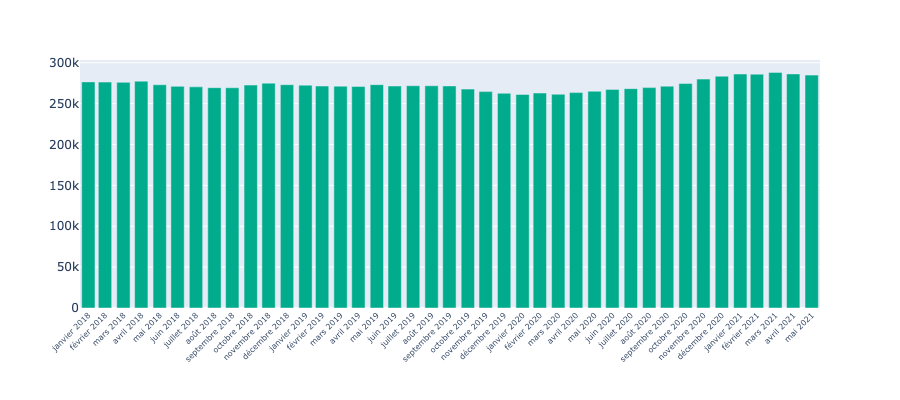 300k
250k
200k
150k
100k
50k
0
janvier 2018
février 2018
mars 2018
avril 2018
mai 2018
juin 2018
juillet 2018
août 2018
septembre 2018
octobre 2018
novembre 2018
décembre 2018
janvier 2019
février 2019
mars 2019
avril 2019
mai 2019
juin 2019
juillet 2019
août 2019
septembre 2019
octobre 2019
novembre 2019
décembre 2019
janvier 2020
février 2020
mars 2020
avril 2020
mai 2020
juin 2020
juillet 2020
août 2020
septembre 2020
octobre 2020
novembre 2020
décembre 2020
janvier 2021
février 2021
mars 2021
avril 2021
mai 2021